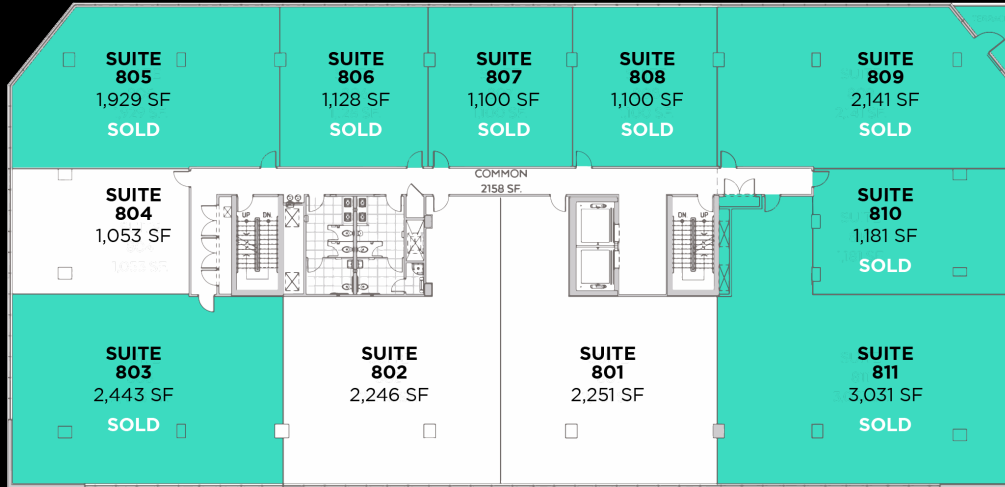 SUITE
805
1,929 SF
SOLD
SUITE
806
1,128 SF
SOLD
SUITE
807
1,100 SF
SOLD
SUITE
808
1,100 SF
SOLD
SUITE
809
2,141 SF
SOLD
COMMON
2158 SF.
SUITE
804
1,053 SF
UP DN
DN UP
SUITE
810
1,181 SF
SOLD
SUITE
803
2,443 SF
SOLD
SUITE
802
2,246 SF
SUITE
801
2,251 SF
SUITE
811
3,031 SF
SOLD